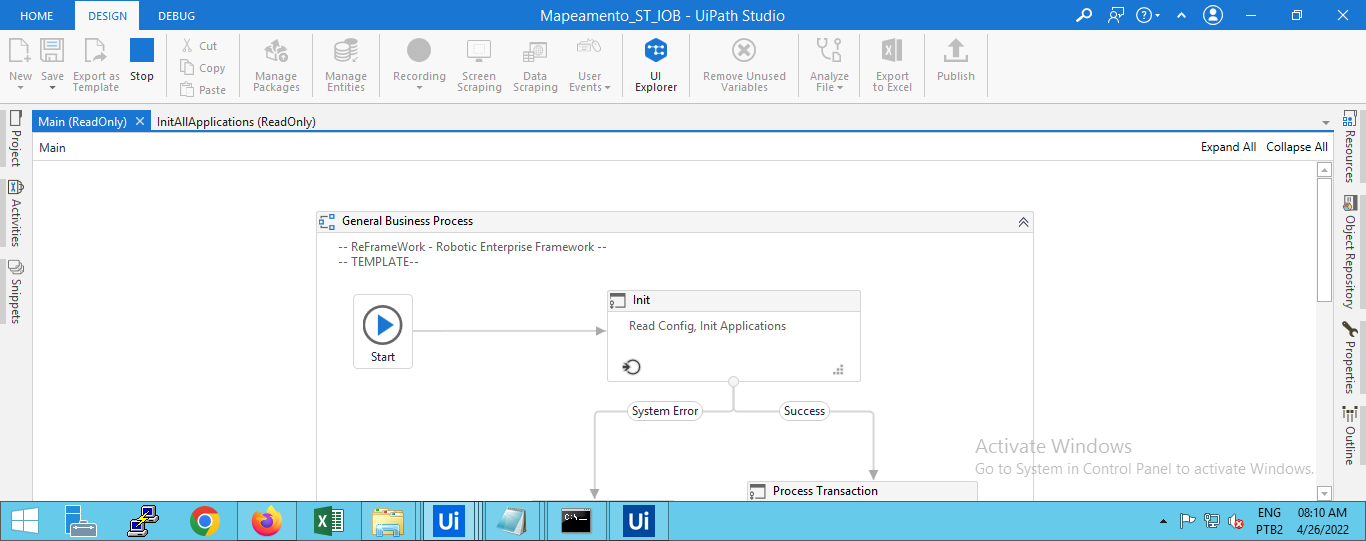 HOME DESIGN DEBUG Mapeamento_ST_IOB - UiPath Studio
New Save Export as Template Stop Cut Copy Paste Manage Packages Manage Entities Recording Screen Scraping Data Scraping User Events UI Explorer Remove Unused Variables Analyze File Export to Excel Publish
Main (ReadOnly) InitAllApplications (ReadOnly)
Main Expand All Collapse All
Project
Activities
Snippets
General Business Process
-- ReFrameWork - Robotic Enterprise Framework --
-- TEMPLATE--
Start
Init
Read Config, Init Applications
System Error Success
Process Transaction
Resources
Object Repository
Properties
Outline
Activate Windows
Go to System in Control Panel to activate Windows.
Ui Ui
ENG 08:10 AM
PTB2 4/26/2022